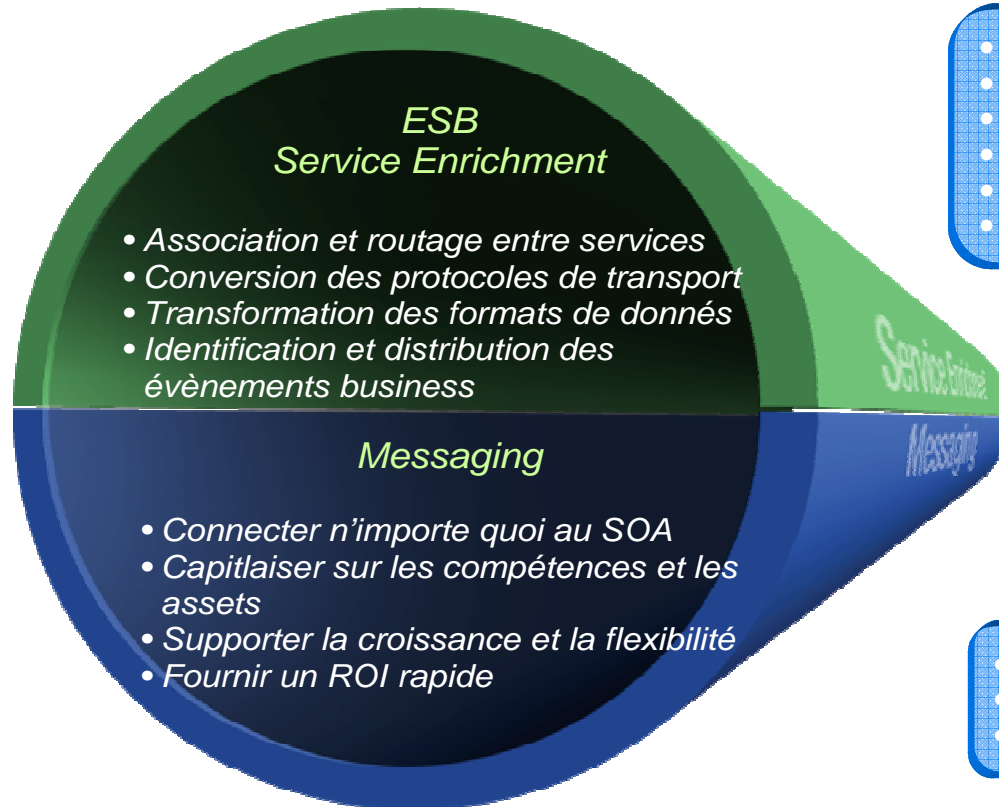 ESB
Service Enrichment
• Association et routage entre services
• Conversion des protocoles de transport
• Transformation des formats de donnés
• Identification et distribution des
évènements business
Service Enrichment
Messaging
Messaging
• Connecter n'importe quoi au SOA
• Capitlaiser sur les compétences et les
assets
• Supporter la croissance et la flexibilité
• Fournir un ROI rapide